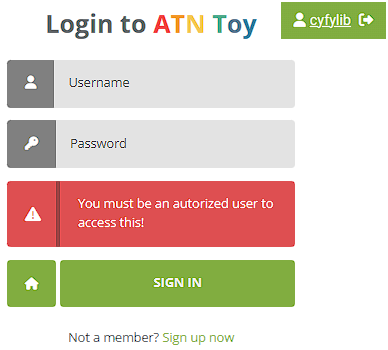 Login to ATN Toy
cyfylib
Username
Password
You must be an autorized user to
access this!
SIGN IN
Not a member? Sign up now